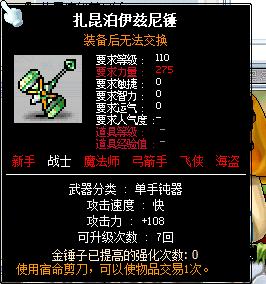 扎昆泊伊兹尼锤
装备后无法交换
要求等级： 110
要求力量： 275
要求触捷： 0
要求智力： 0
要求运气： 0
要求人气度： -
道具等级： -
道具经验值： -
新手 战士 魔法师 弓箭手 飞侠 海盗
武器分类 ： 单手钝器
攻击速度 ： 快
攻击力 ： +108
可升级次数 ： 7回
金锤子已提高的强化次数: 0
使用宿命剪刀，可以使物品交易1次。